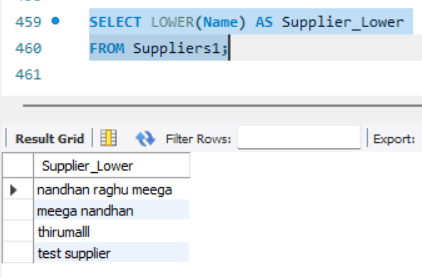 459 SELECT LOWER(Name) AS Supplier_Lower
460 FROM Suppliers1;
461
Result Grid Filter Rows: Export:
Supplier_Lower
nandhan raghu meega
meega nandhan
thirumalll
test supplier